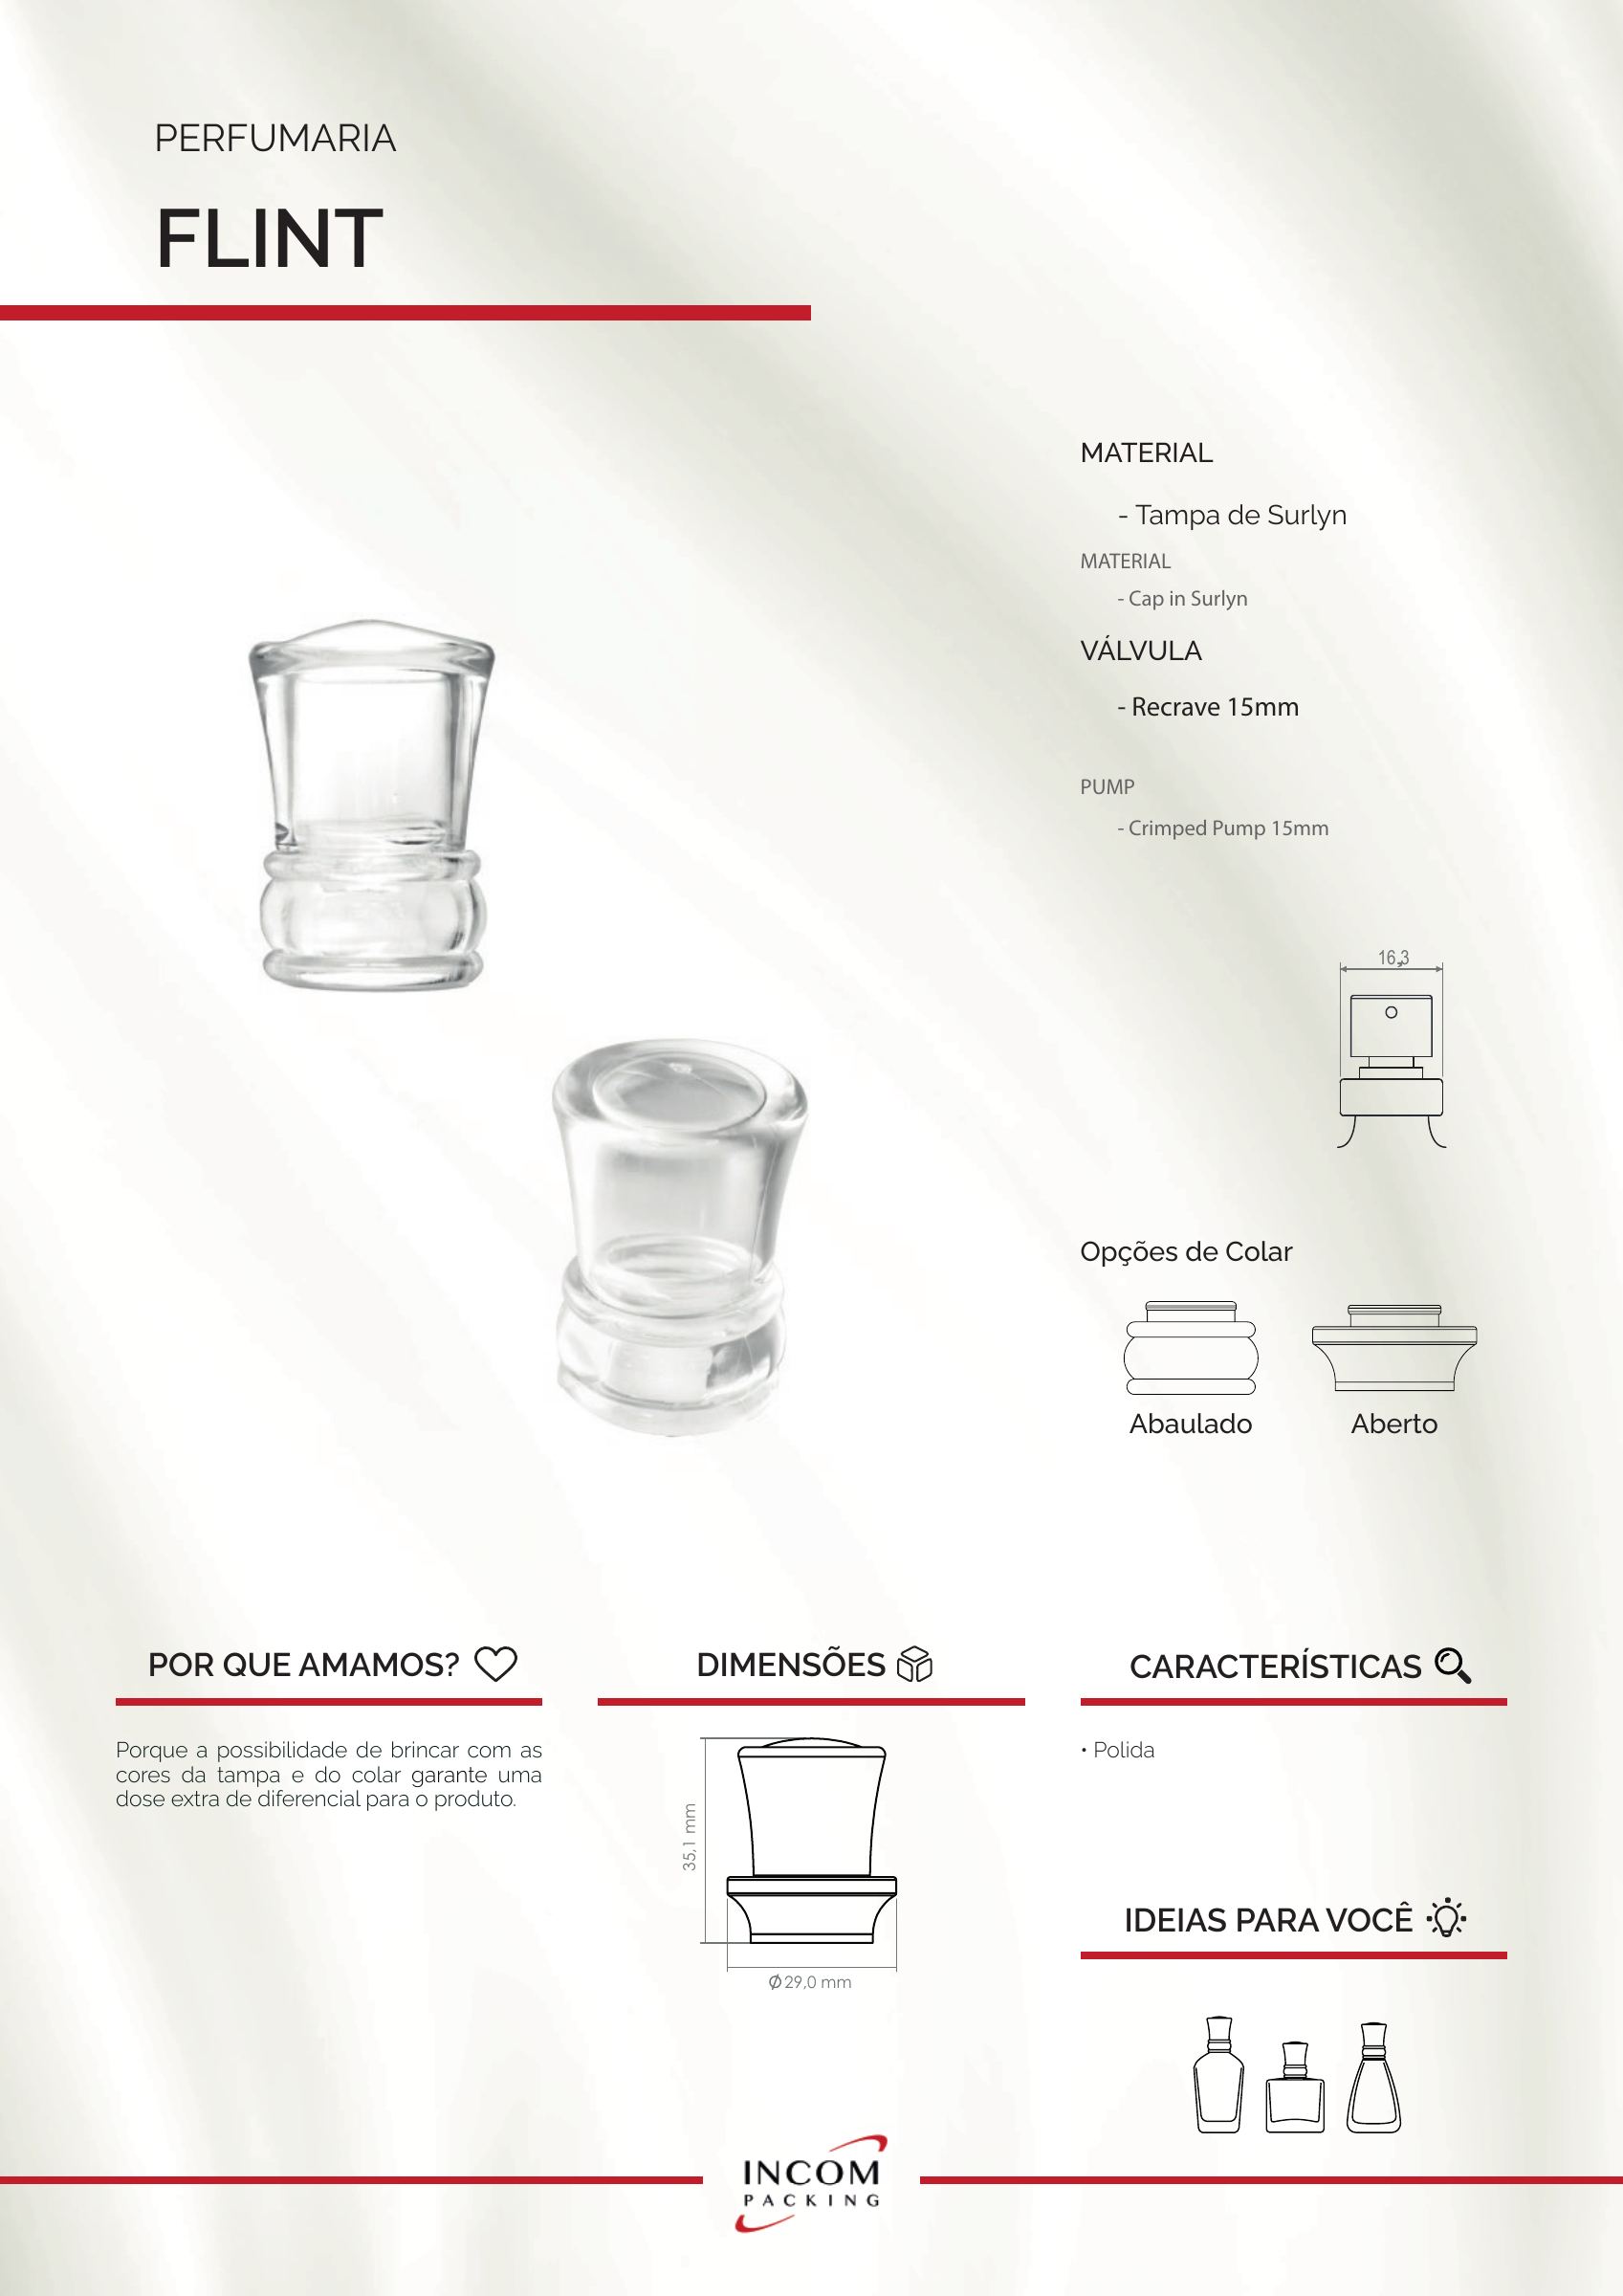 PERFUMARIA
FLINT
MATERIAL
- Tampa de Surlyn
MATERIAL
- Cap in Surlyn
VÁLVULA
- Recrave 15mm
PUMP
- Crimped Pump 15mm
16,3
Opções de Colar
Abaulado
Aberto
POR QUE AMAMOS?
Porque a possibilidade de brincar com as
cores da tampa e do colar garante uma
dose extra de diferencial para o produto.
DIMENSÕES
35,1 mm
Ø29,0 mm
CARACTERÍSTICAS
• Polida
IDEIAS PARA VOCÊ
INCOM
PACKING